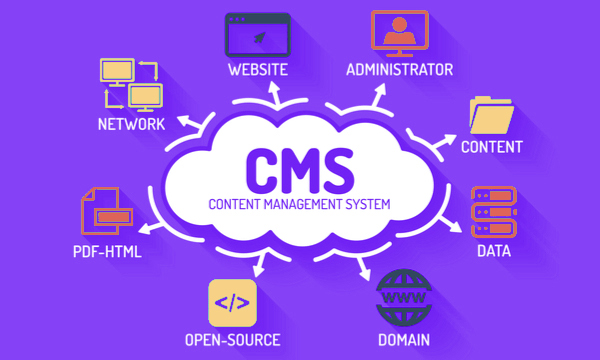 WEBSITE
ADMINISTRATOR
NETWORK
CONTENT
CMS
CONTENT MANAGEMENT SYSTEM
PDF-HTML
DATA
</>
WWW
OPEN-SOURCE
DOMAIN